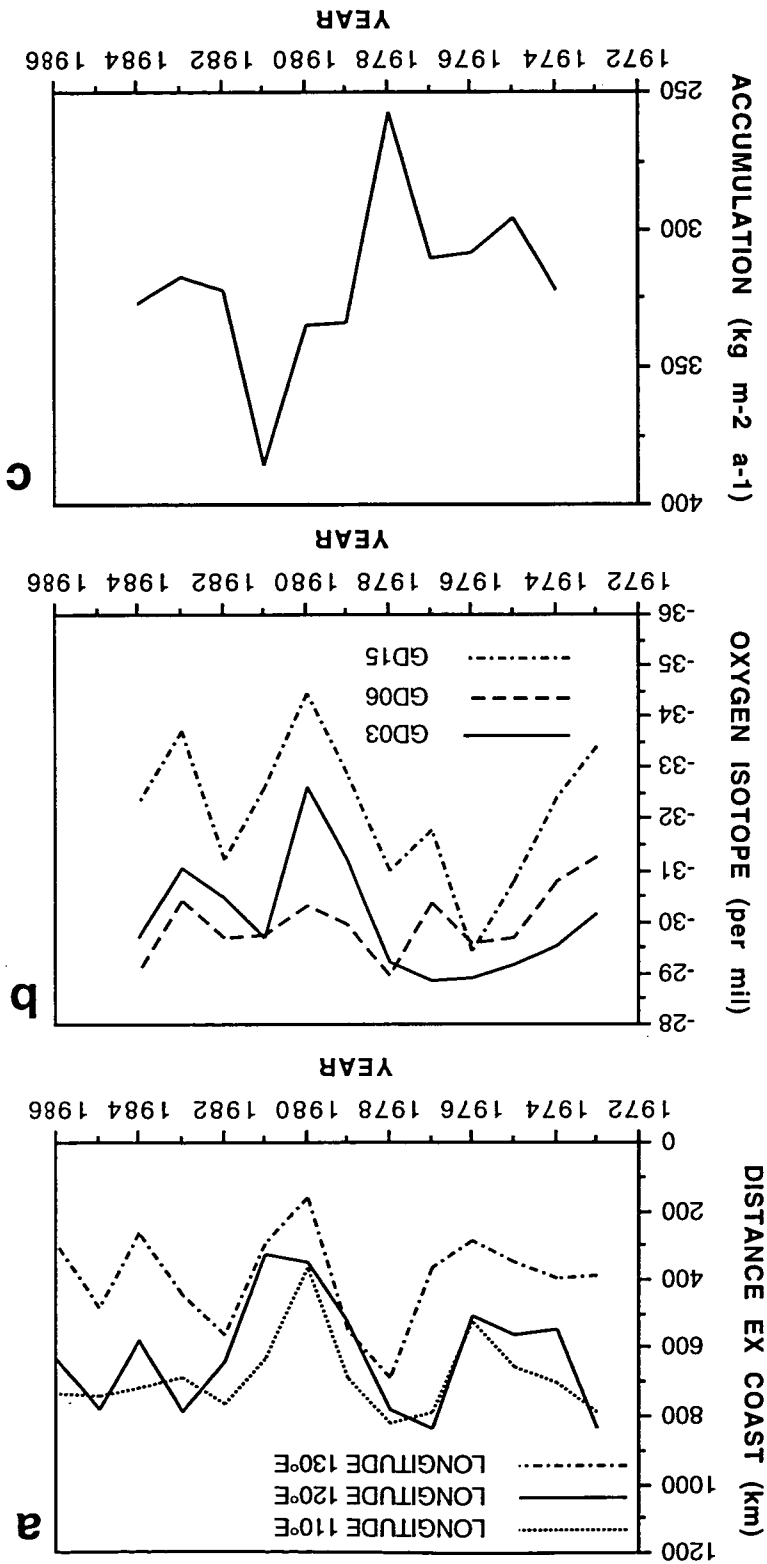 a
DISTANCE EX COAST (km)
1200
1000
800
600
400
200
0
LONGITUDE 110°E
LONGITUDE 120°E
LONGITUDE 130°E
1972 1974 1976 1978 1980 1982 1984 1986
YEAR
b
OXYGEN ISOTOPE (per mil)
-28
-29
-30
-31
-32
-33
-34
-35
-36
GD03
GD06
GD15
1972 1974 1976 1978 1980 1982 1984 1986
YEAR
c
ACCUMULATION (kg m-2 a-1)
400
350
300
250
1972 1974 1976 1978 1980 1982 1984 1986
YEAR